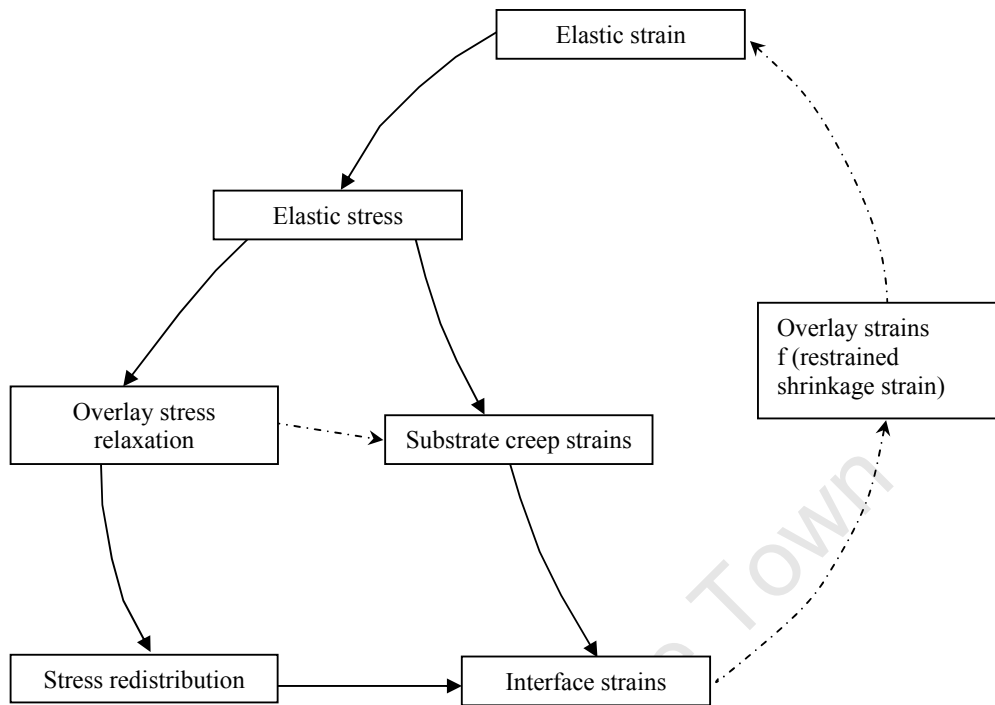 Elastic strain
Elastic stress
Overlay strains
f (restrained
shrinkage strain)
Overlay stress
relaxation
Substrate creep strains
Stress redistribution
Interface strains
Town